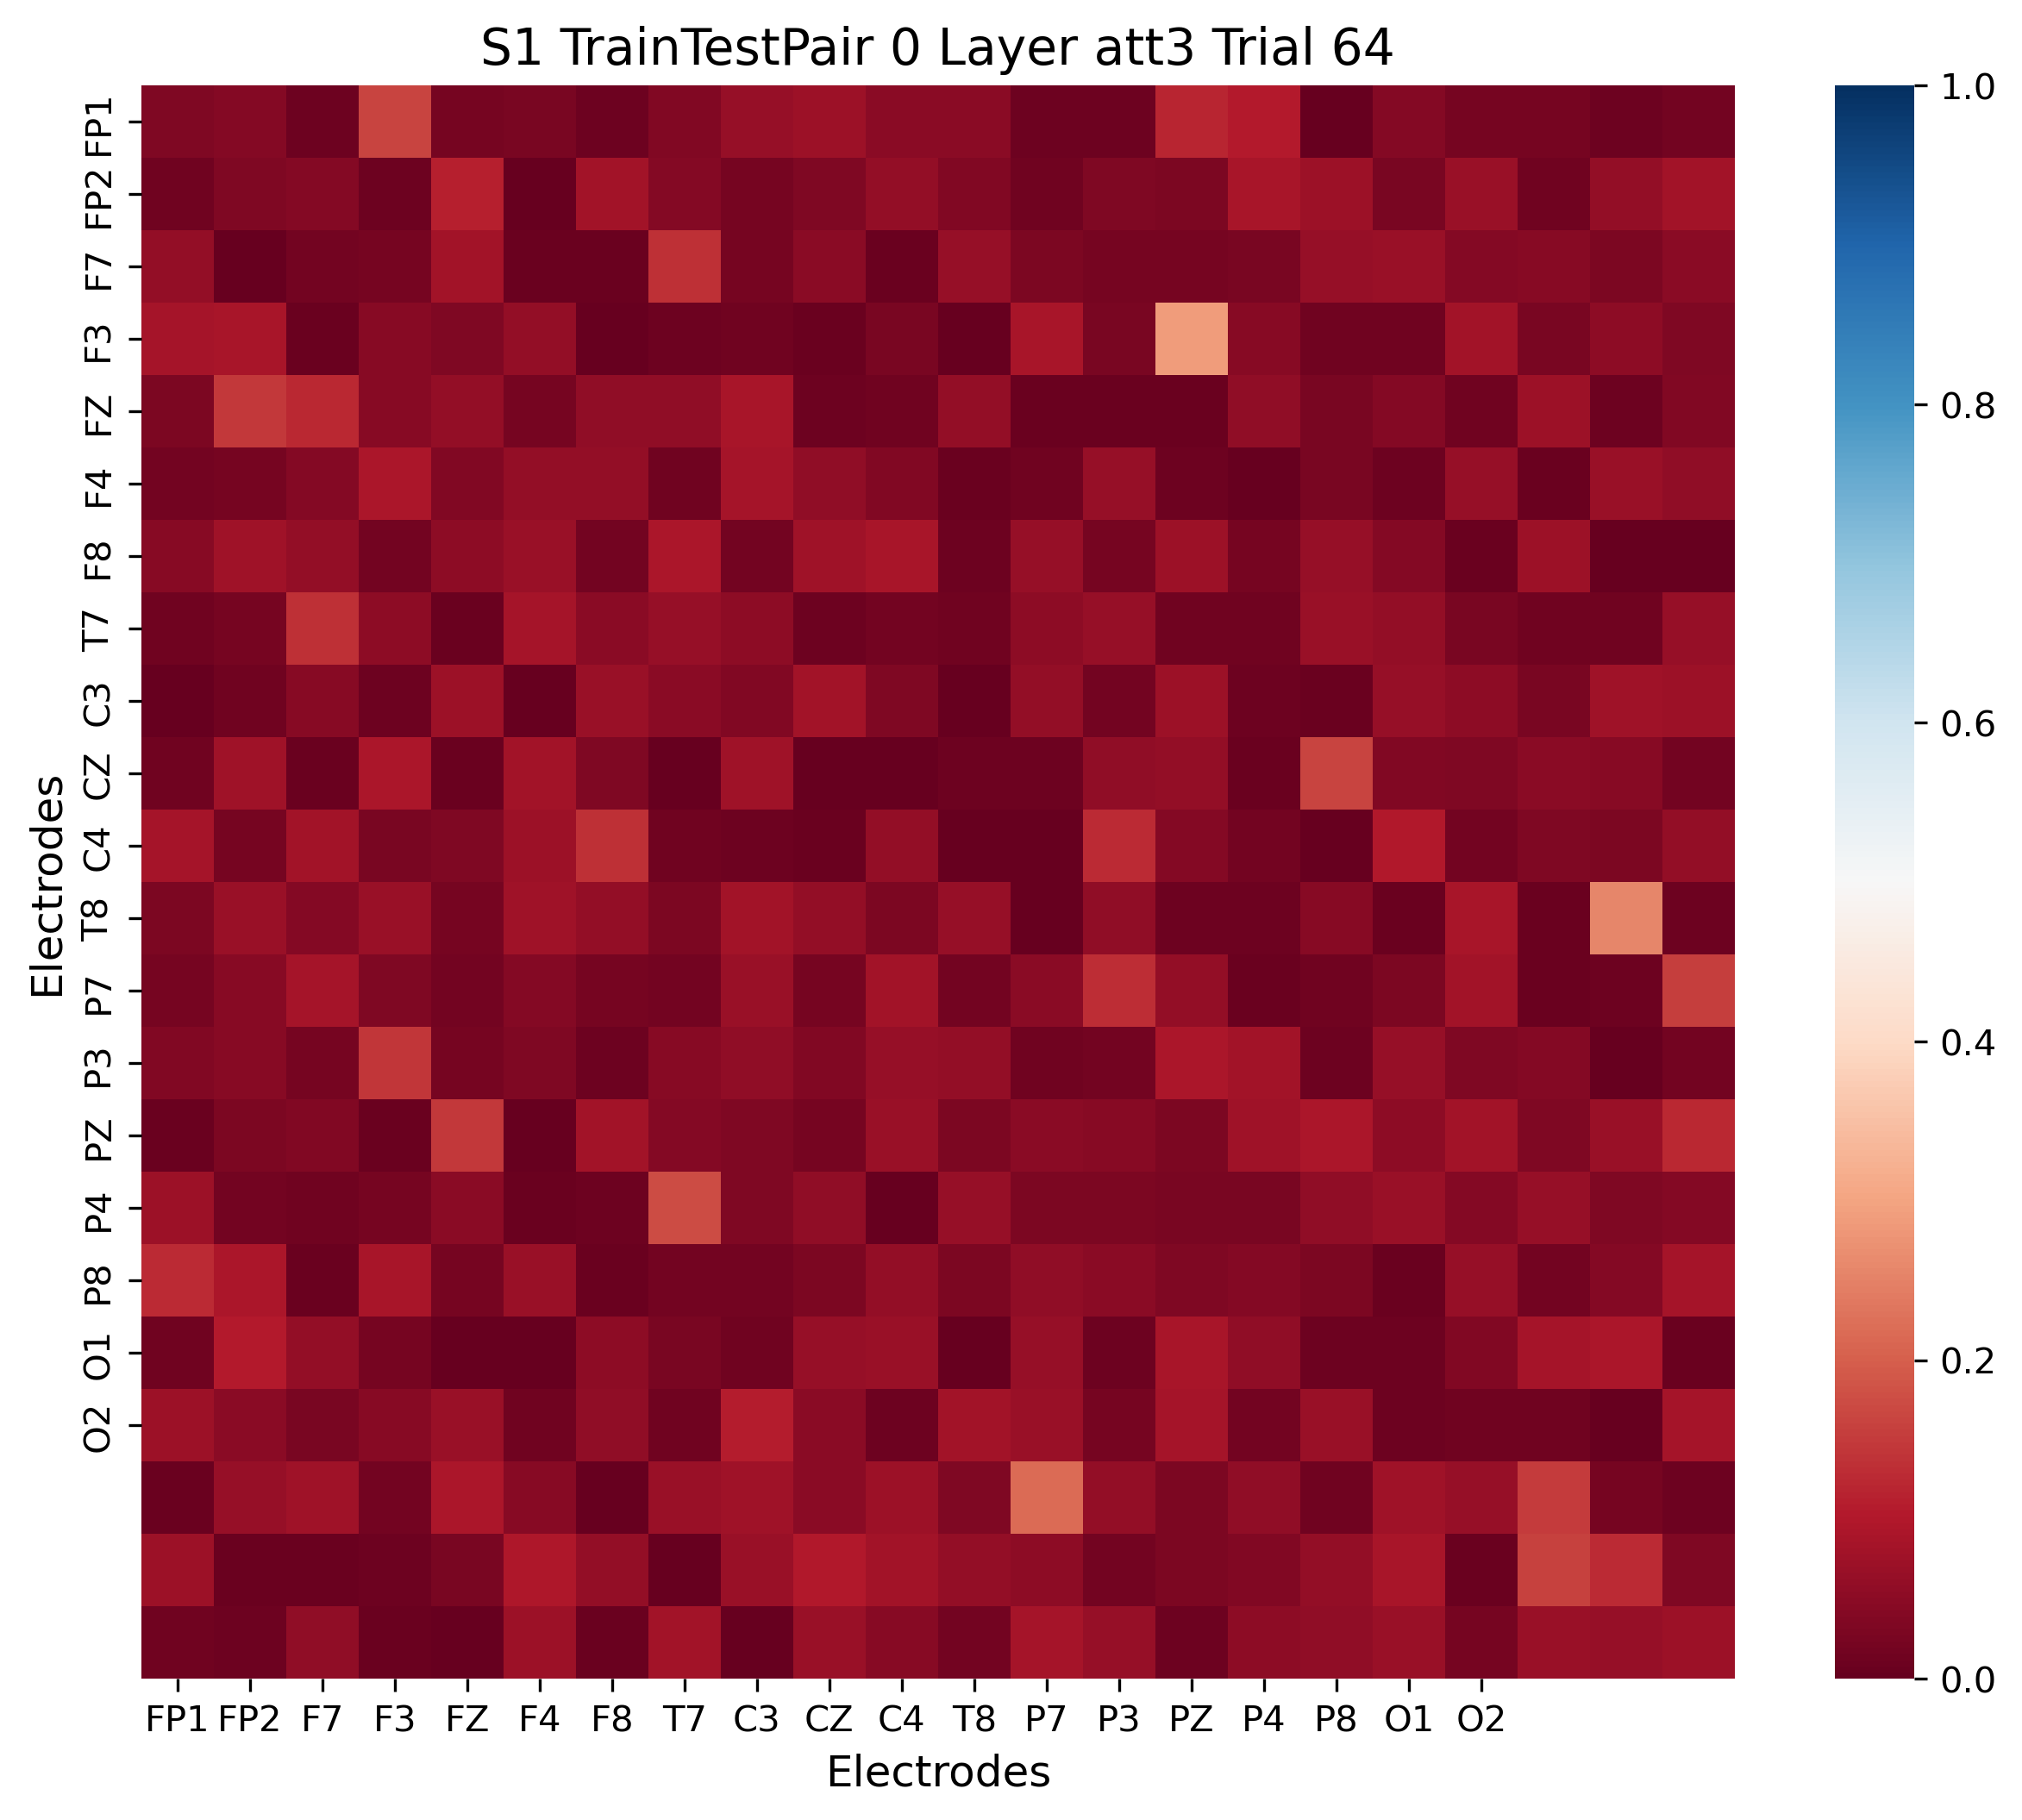 S1 TrainTestPair 0 Layer att3 Trial 64
Electrodes
FP1
FP2
F7
F3
FZ
F4
F8
T7
C3
CZ
C4
T8
P7
P3
PZ
P4
P8
O1
O2
FP1 FP2 F7 F3 FZ F4 F8 T7 C3 CZ C4 T8 P7 P3 PZ P4 P8 O1 O2
Electrodes
1.0
0.8
0.6
0.4
0.2
0.0